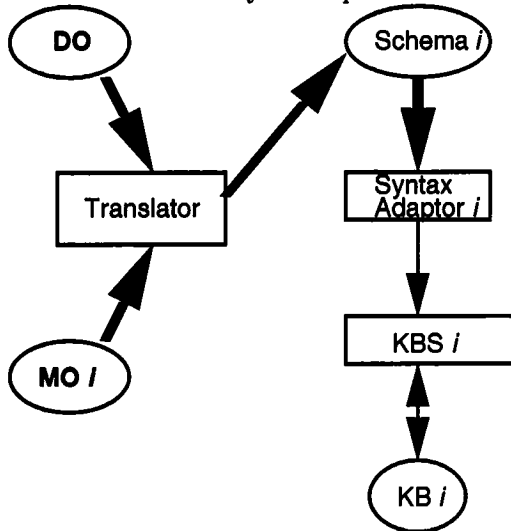 DO
Schema i
Translator
Syntax
Adaptor i
KBS i
MO i
KB i